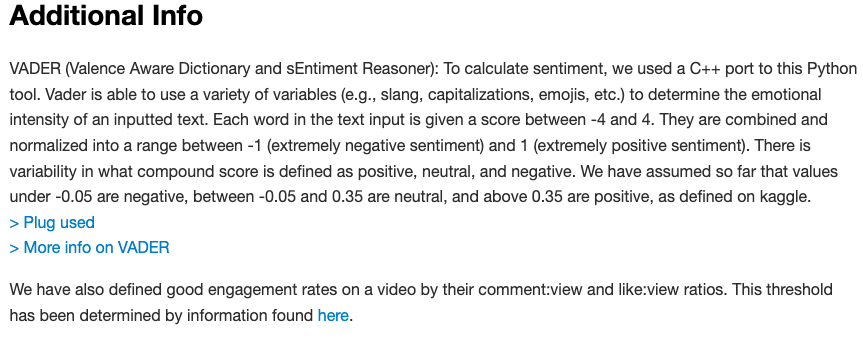 Additional Info
VADER (Valence Aware Dictionary and sEntiment Reasoner): To calculate sentiment, we used a C++ port to this Python
tool. Vader is able to use a variety of variables (e.g., slang, capitalizations, emojis, etc.) to determine the emotional
intensity of an inputted text. Each word in the text input is given a score between -4 and 4. They are combined and
normalized into a range between -1 (extremely negative sentiment) and 1 (extremely positive sentiment). There is
variability in what compound score is defined as positive, neutral, and negative. We have assumed so far that values
under -0.05 are negative, between -0.05 and 0.35 are neutral, and above 0.35 are positive, as defined on kaggle.
> Plug used
> More info on VADER
We have also defined good engagement rates on a video by their comment:view and like:view ratios. This threshold
has been determined by information found here.